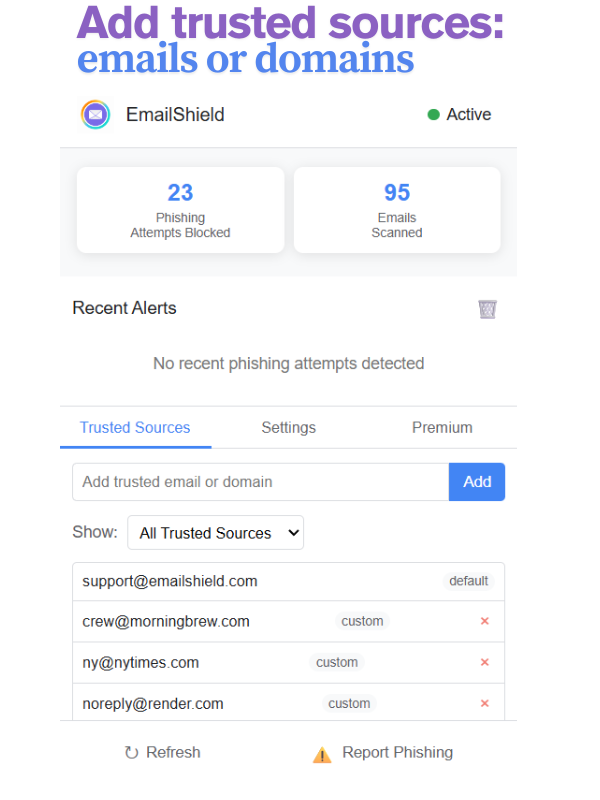 Add trusted sources:
emails or domains
EmailShield
Active
23
Phishing
Attempts Blocked
95
Emails
Scanned
Recent Alerts
No recent phishing attempts detected
Trusted Sources
Settings
Premium
Add trusted email or domain
Add
Show:
All Trusted Sources
support@emailshield.com
default
crew@morningbrew.com
custom
×
ny@nytimes.com
custom
×
noreply@render.com
custom
×
↻ Refresh
Report Phishing